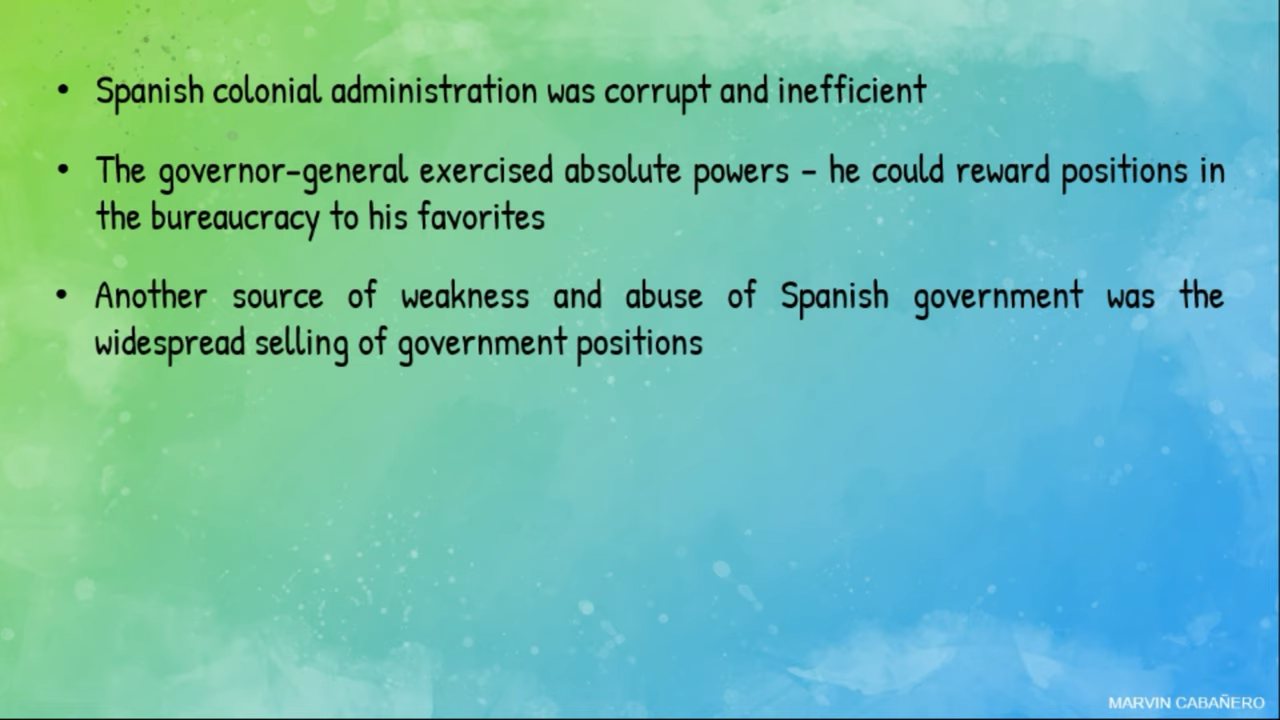 • Spanish colonial administration was corrupt and inefficient
• The governor-general exercised absolute powers – he could reward positions in
the bureaucracy to his favorites
• Another source of weakness and abuse of Spanish government was the
widespread selling of government positions
MARVIN CABAÑERO